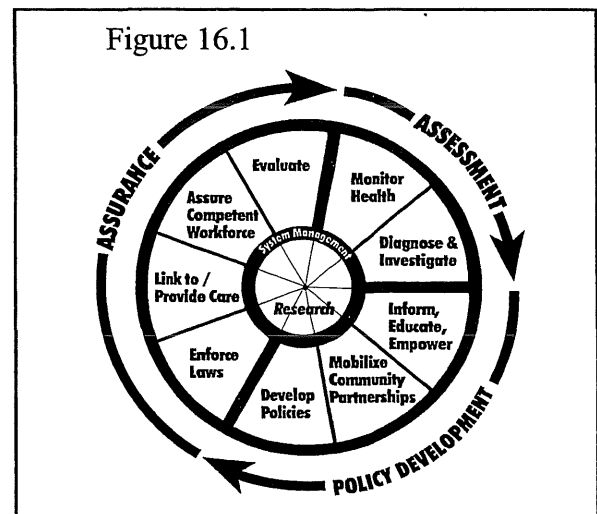 Figure 16.1
ASSESSMENT
ASSURANCE
POLICY DEVELOPMENT
Evaluate
Monitor
Health
Diagnose &
Investigate
Inform,
Educate,
Empower
Mobilize
Community
Partnerships
Develop
Policies
Enforce
Laws
Link to /
Provide Care
Assure
Competent
Workforce
System Management
Research